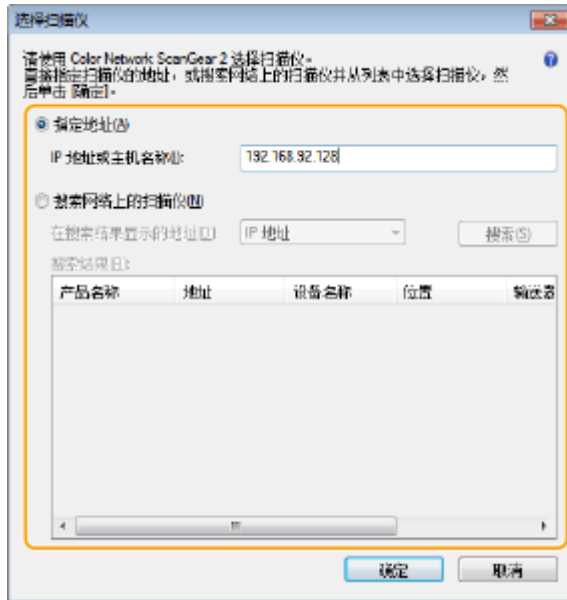 选择扫描仪
请使用 Color Network ScanGear 2 选择扫描仪。
直接指定扫描仪的地址，或搜索网络上的扫描仪并从列表中选择扫描仪，然
后单击 [确定]。
指定地址(A)
IP 地址或主机名称(I): 192.168.92.128
搜索网络上的扫描仪(N)
在搜索结果显示的地址(D): IP 地址 搜索(S)
搜索结果(E):
产品名称 地址 设备名称 位置 输送器
确定 取消